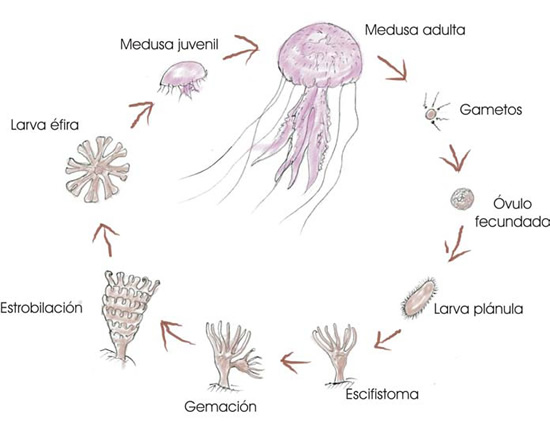 Medusa juvenil
Medusa adulta
Gametos
Óvulo
fecundado
Larva plánula
Escifistoma
Gemación
Estrobilación
Larva éfira